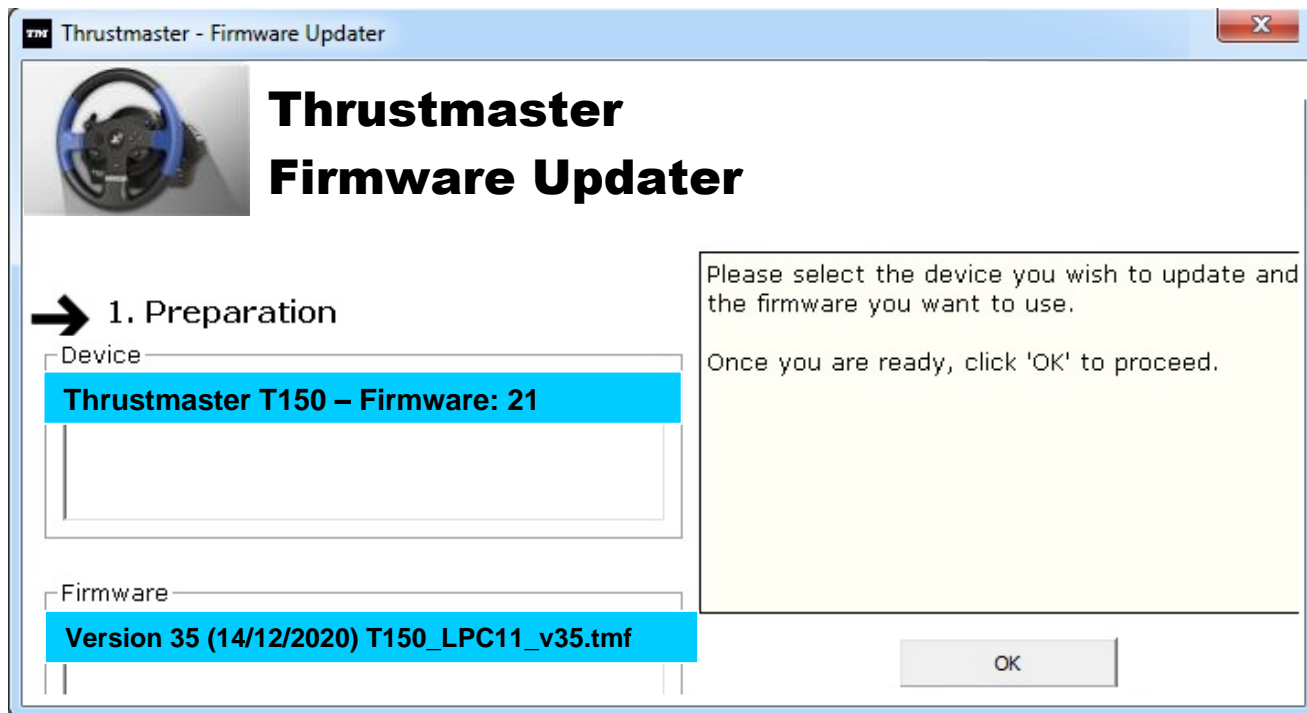 TM Thrustmaster - Firmware Updater
X
Thrustmaster
Firmware Updater
1. Preparation
Device
Thrustmaster T150 – Firmware: 21
Firmware
Version 35 (14/12/2020) T150_LPC11_v35.tmf
Please select the device you wish to update and
the firmware you want to use.
Once you are ready, click 'OK' to proceed.
OK